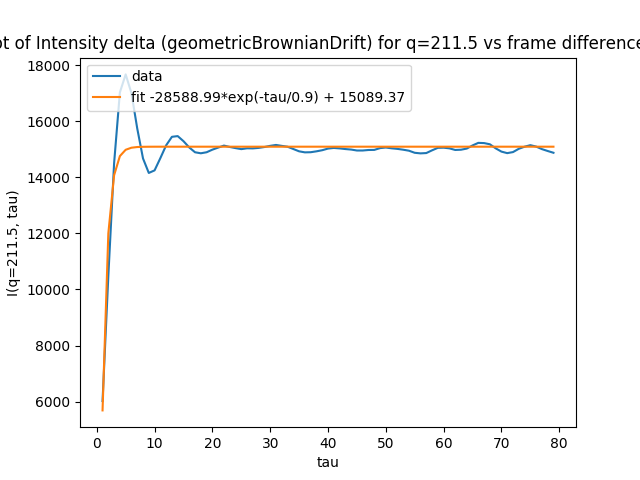 ot of Intensity delta (geometricBrownianDrift) for q=211.5 vs frame difference
data
fit -28588.99*exp(-tau/0.9) + 15089.37
18000
16000
14000
12000
10000
8000
6000
I(q=211.5, tau)
0 10 20 30 40 50 60 70 80
tau